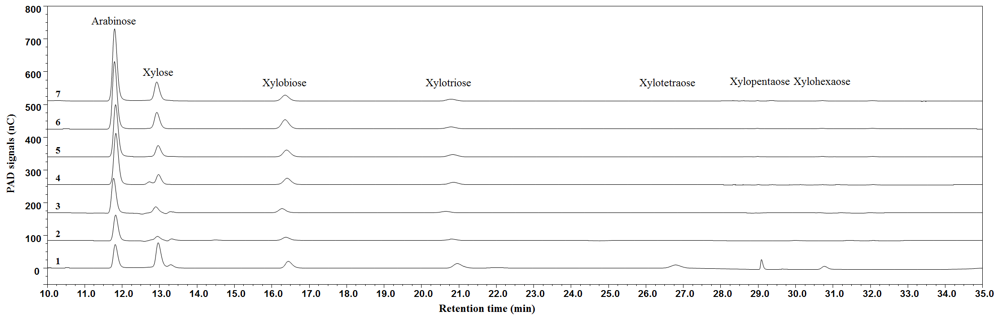 800
Arabinose
700
Xylose
600
Xylobiose
Xylotriose
Xylotetraose
Xylopentaose Xylohexaose
7
500
6
400
5
300
4
200
3
100
2
1
0
PAD signals (nC)
10.0 11.0 12.0 13.0 14.0 15.0 16.0 17.0 18.0 19.0 20.0 21.0 22.0 23.0 24.0 25.0 26.0 27.0 28.0 29.0 30.0 31.0 32.0 33.0 34.0 35.0
Retention time (min)